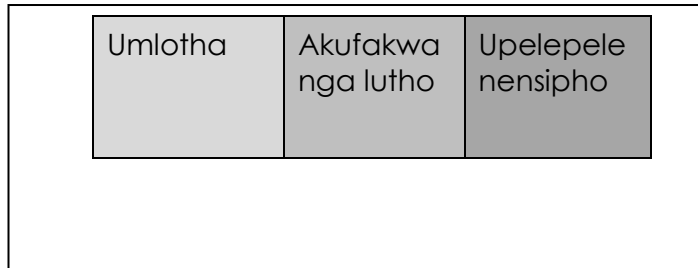 Umlotha
Akufakwa
nga lutho
Upelepele
nensipho